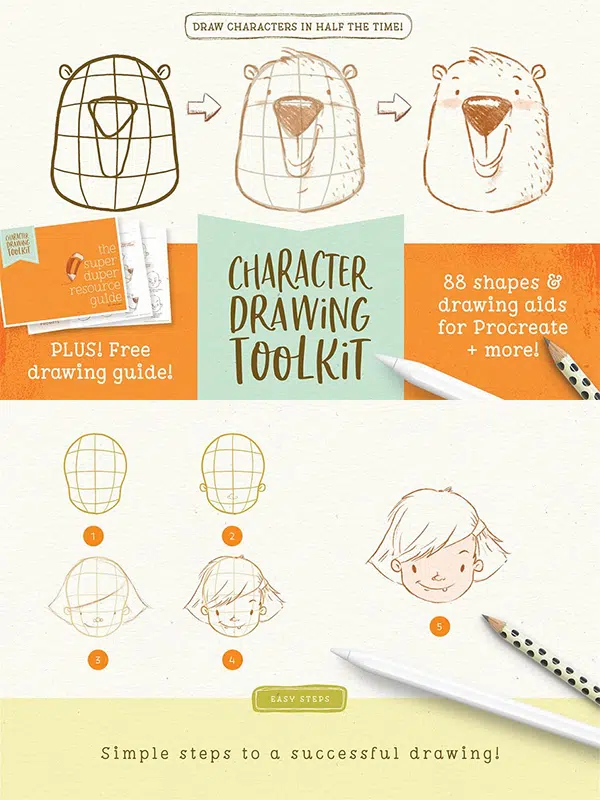 DRAW CHARACTERS IN HALF THE TIME!
CHARACTER
DRAWING
TOOLKIT
the
super
duper
resource
guide
PLUS! Free
drawing guide!
CHARACTER
DRAWING
TOOLKIT
88 shapes &
drawing aids
for Procreate
+ more!
1
2
3
4
5
EASY STEPS
Simple steps to a successful drawing!